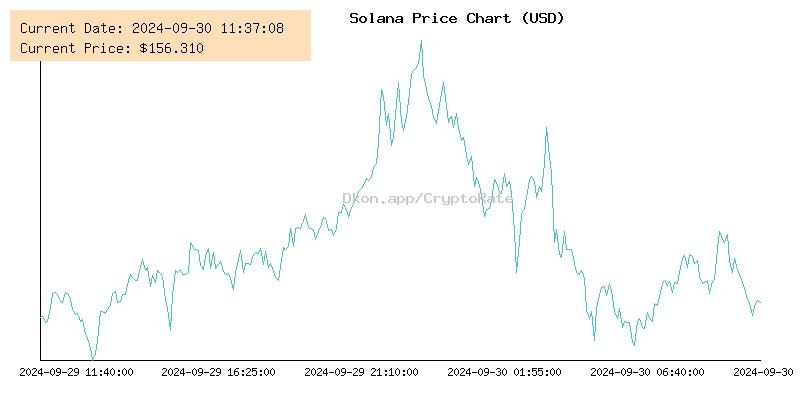 Solana Price Chart (USD)
Current Date: 2024-09-30 11:37:08
Current Price: $156.310
Dkon.app/CryptoRate
2024-09-29 11:40:00 2024-09-29 16:25:00 2024-09-29 21:10:00 2024-09-30 01:55:00 2024-09-30 06:40:00 2024-09-30